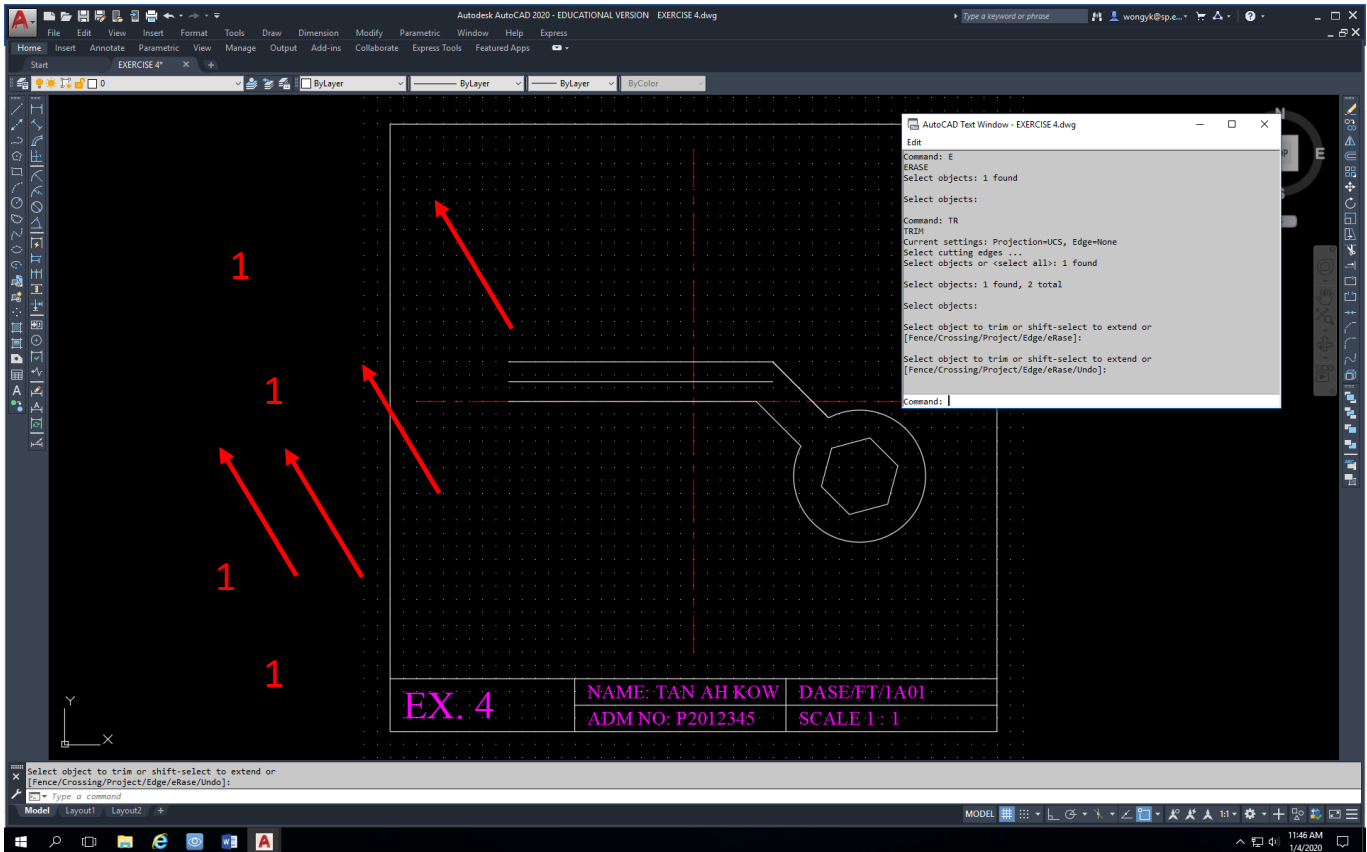 Autodesk AutoCAD 2020 - EDUCATIONAL VERSION EXERCISE 4.dwg
Type a keyword or phrase
wongyk@sp.e...
File Edit View Insert Format Tools Draw Dimension Modify Parametric Window Help Express
Home Insert Annotate Parametric View Manage Output Add-ins Collaborate Express Tools Featured Apps
Start EXERCISE 4*
0 ByLayer ByLayer ByLayer ByColor
N
E
AutoCAD Text Window - EXERCISE 4.dwg
Edit
Command: E
ERASE
Select objects: 1 found
Select objects:
Command: TR
TRIM
Current settings: Projection=UCS, Edge=None
Select cutting edges ...
Select objects or <select all>: 1 found
Select objects: 1 found, 2 total
Select objects:
Select object to trim or shift-select to extend or
[Fence/Crossing/Project/Edge/eRase]:
Select object to trim or shift-select to extend or
[Fence/Crossing/Project/Edge/eRase/Undo]:
Command:
1
1
1
1
EX. 4
NAME: TAN AH KOW
DASE/FT/1A01
ADM NO: P2012345
SCALE 1 : 1
Y
X
Select object to trim or shift-select to extend or
[Fence/Crossing/Project/Edge/eRase/Undo]:
Type a command
Model Layout1 Layout2 +
MODEL
1:1
11:46 AM
1/4/2020